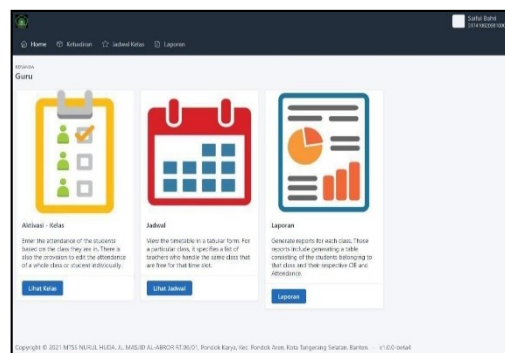 Saiful Bahri
Home Kehadiran Jadwal Kelas Laporan
BERANDA
Guru
Aktivasi - Kelas
Enter the attendance of the students
based on the class they are in. There is
also the provision to edit the attendance
of a whole class or student individually.
Lihat Kelas
Jadwal
View the timetable in a tabular form. For
a particular class, it specifies a list of
teachers who handle the same class that
are free for that time slot.
Lihat Jadwal
Laporan
Generate reports for each class. These
reports include generating a table
consisting of the students belonging to
that class and their respective CIE and
Attendance.
Laporan
Copyright © 2021 MTSS NURUL HUDA. JL. MASJID AL-ABROR RT.06/01, Pondok Karya, Kec. Pondok Aren, Kota Tangerang Selatan, Banten - v1.0.0-beta8